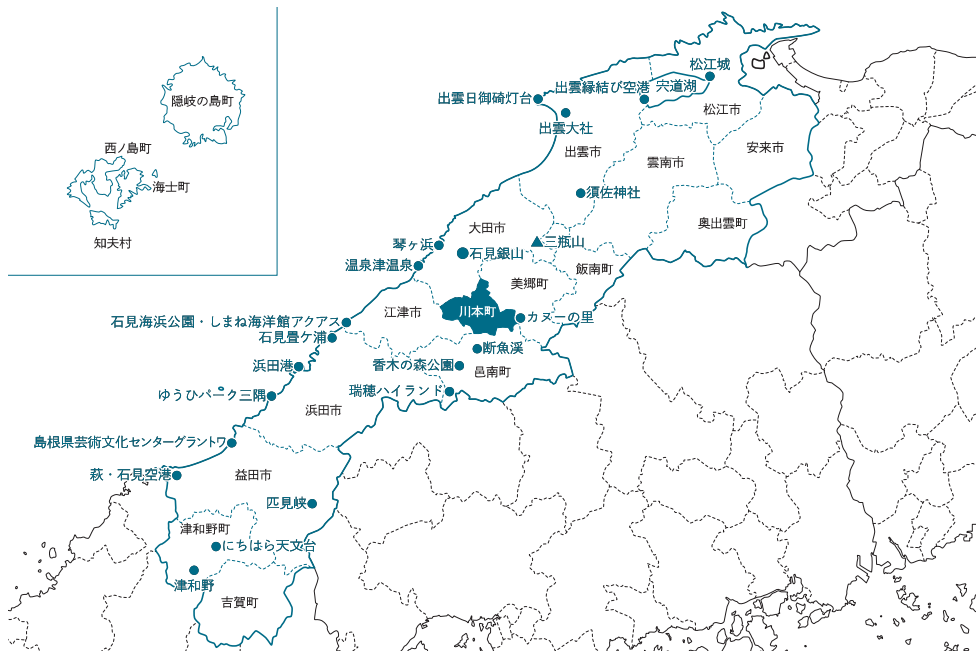 隠岐の島町
西ノ島町
海士町
知夫村
松江城
出雲縁結び空港
宍道湖
出雲日御碕灯台
松江市
出雲大社
出雲市
安来市
雲南市
須佐神社
奥出雲町
大田市
琴ヶ浜
三瓶山
石見銀山
温泉津温泉
飯南町
美郷町
江津市
川本町
カヌーの里
石見海浜公園・しまね海洋館アクアス
石見畳ケ浦
断魚渓
浜田港
香木の森公園
邑南町
瑞穂ハイランド
ゆうひパーク三隅
浜田市
島根県芸術文化センターグラントワ
萩・石見空港
益田市
匹見峡
津和野町
にちはら天文台
津和野
吉賀町